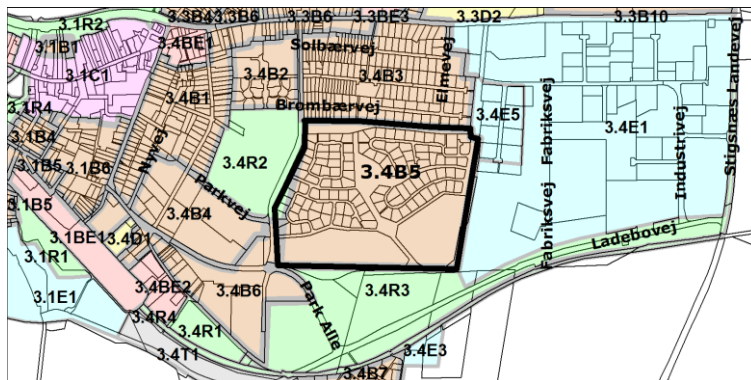 3.1R2
3.3B4
3.3B6
3.3B6
3.3BE3
3.3D2
3.3B10
3.1B1
3.4BE1
Solbærvej
3.1C1
3.4B2
3.4B3
Elmevej
Stigsnæs Landevej
3.4B1
Brombærvej
3.1R4
3.4E5
Fabriksvej
3.4E1
3.1B4
3.1B5
3.1B6
Nyvej
3.4R2
3.4B5
Industrivej
Parkvej
3.1B5
3.4B4
Fabriksvej
3.1BE1
3.4D1
Ladebovej
3.1R1
3.4BE2
3.4B6
3.4R3
3.1E1
Park Alle
3.4R4
3.4R1
3.4T1
3.4E3
3.4B7